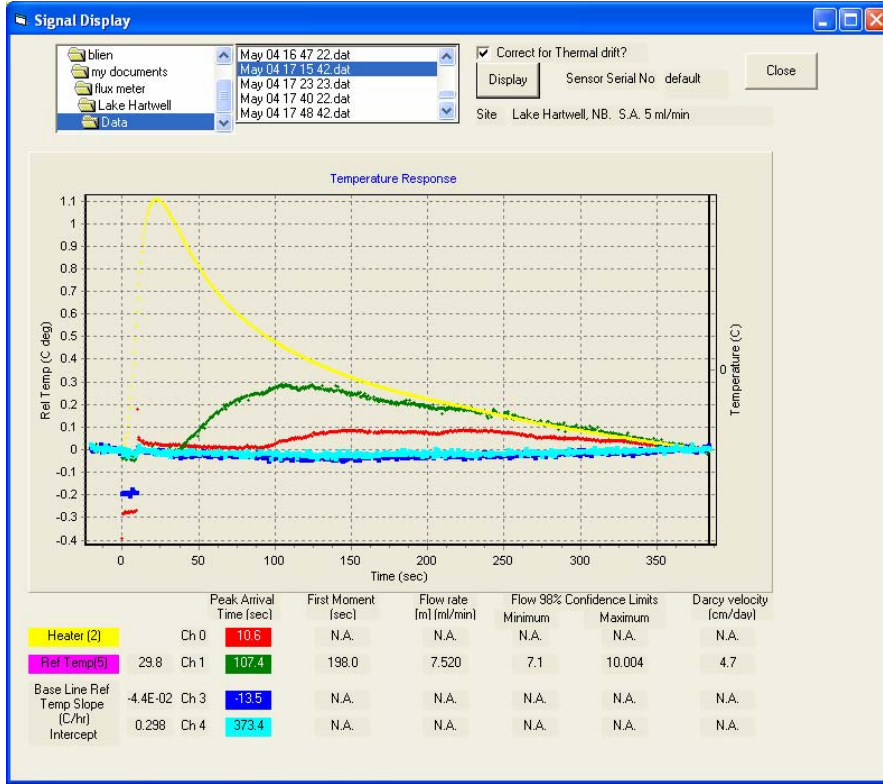 Signal Display
blien
my documents
flux meter
Lake Hartwell
Data
May 04 16 47 22.dat
May 04 17 15 42.dat
May 04 17 23 23.dat
May 04 17 40 22.dat
May 04 17 48 42.dat
Correct for Thermal drift?
Display
Sensor Serial No default
Close
Site Lake Hartwell, NB. S.A. 5 ml/min
Temperature Response
Rel Temp (C deg)
1.1
1
0.9
0.8
0.7
0.6
0.5
0.4
0.3
0.2
0.1
0
-0.1
-0.2
-0.3
-0.4
0
Temperature (C)
0 50 100 150 200 250 300 350
Time (sec)
Peak Arrival Time (sec) First Moment (sec) Flow rate [m] (ml/min) Flow 98% Confidence Limits Minimum Maximum Darcy velocity (cm/day)
Heater (2) Ch 0 10.6 N.A. N.A. N.A. N.A. N.A.
Ref Temp(5) 29.8 Ch 1 107.4 198.0 7.520 7.1 10.004 4.7
Base Line Ref
Temp Slope
(C/hr)
Intercept
-4.4E-02 Ch 3 -13.5 N.A. N.A. N.A. N.A. N.A.
0.298 Ch 4 373.4 N.A. N.A. N.A. N.A. N.A.